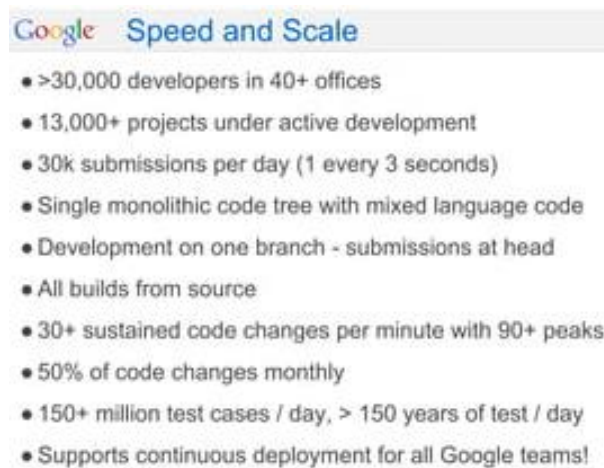 Google Speed and Scale
● >30,000 developers in 40+ offices
● 13,000+ projects under active development
● 30k submissions per day (1 every 3 seconds)
● Single monolithic code tree with mixed language code
● Development on one branch - submissions at head
● All builds from source
● 30+ sustained code changes per minute with 90+ peaks
● 50% of code changes monthly
● 150+ million test cases / day, > 150 years of test / day
● Supports continuous deployment for all Google teams!